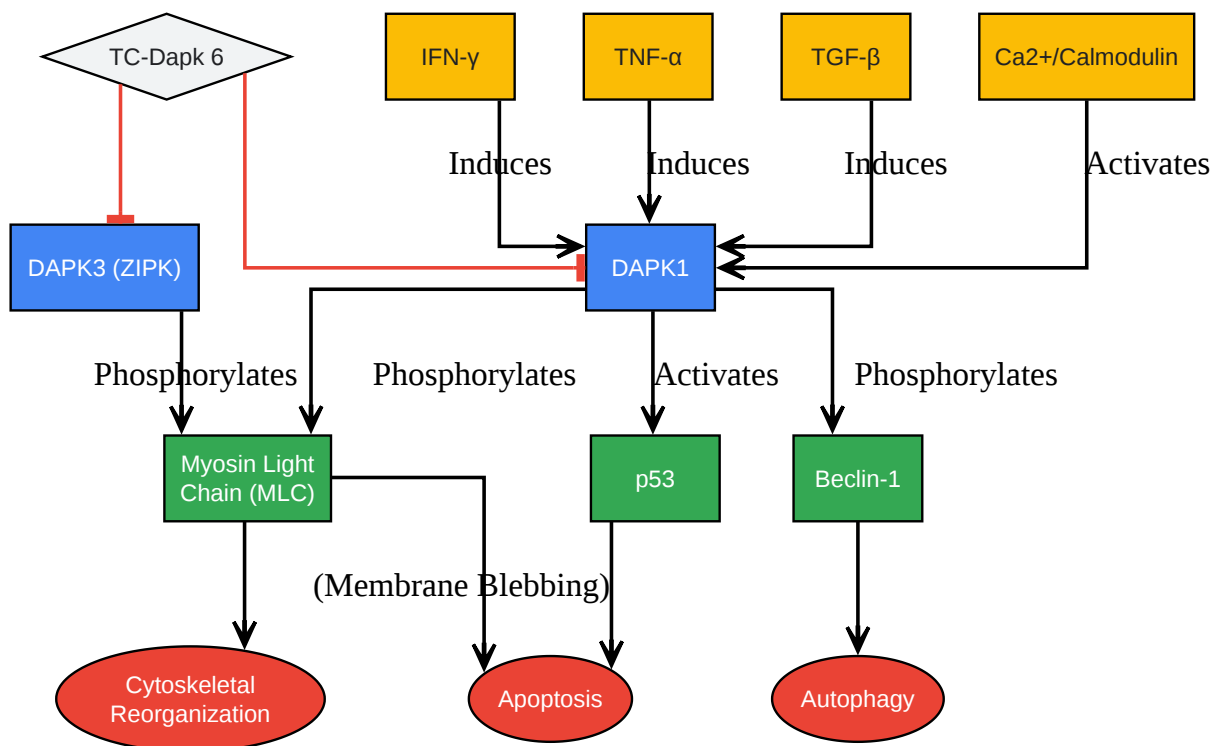 TC-Dapk 6
IFN-γ
TNF-α
TGF-β
Ca2+/Calmodulin
Induces
Induces
Induces
Activates
DAPK3 (ZIPK)
DAPK1
Phosphorylates
Phosphorylates
Activates
Phosphorylates
Myosin Light
Chain (MLC)
p53
Beclin-1
(Membrane Blebbing)
Cytoskeletal
Reorganization
Apoptosis
Autophagy